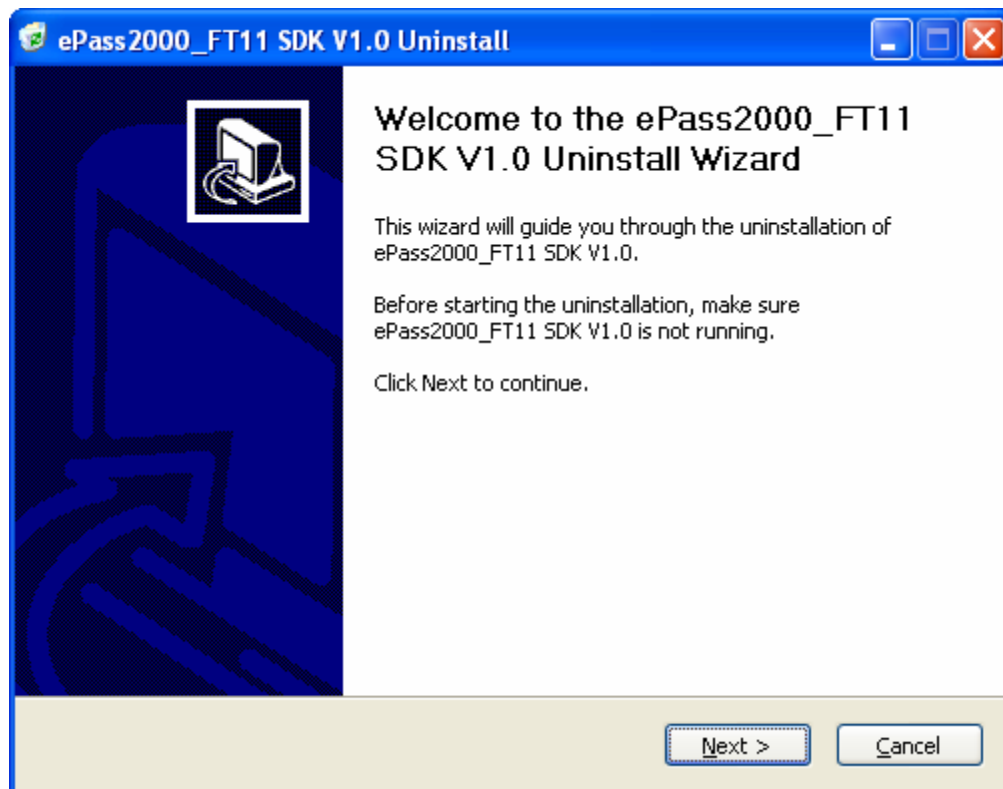 ePass2000_FT11 SDK V1.0 Uninstall
Welcome to the ePass2000_FT11
SDK V1.0 Uninstall Wizard
This wizard will guide you through the uninstallation of
ePass2000_FT11 SDK V1.0.
Before starting the uninstallation, make sure
ePass2000_FT11 SDK V1.0 is not running.
Click Next to continue.
Next >
Cancel